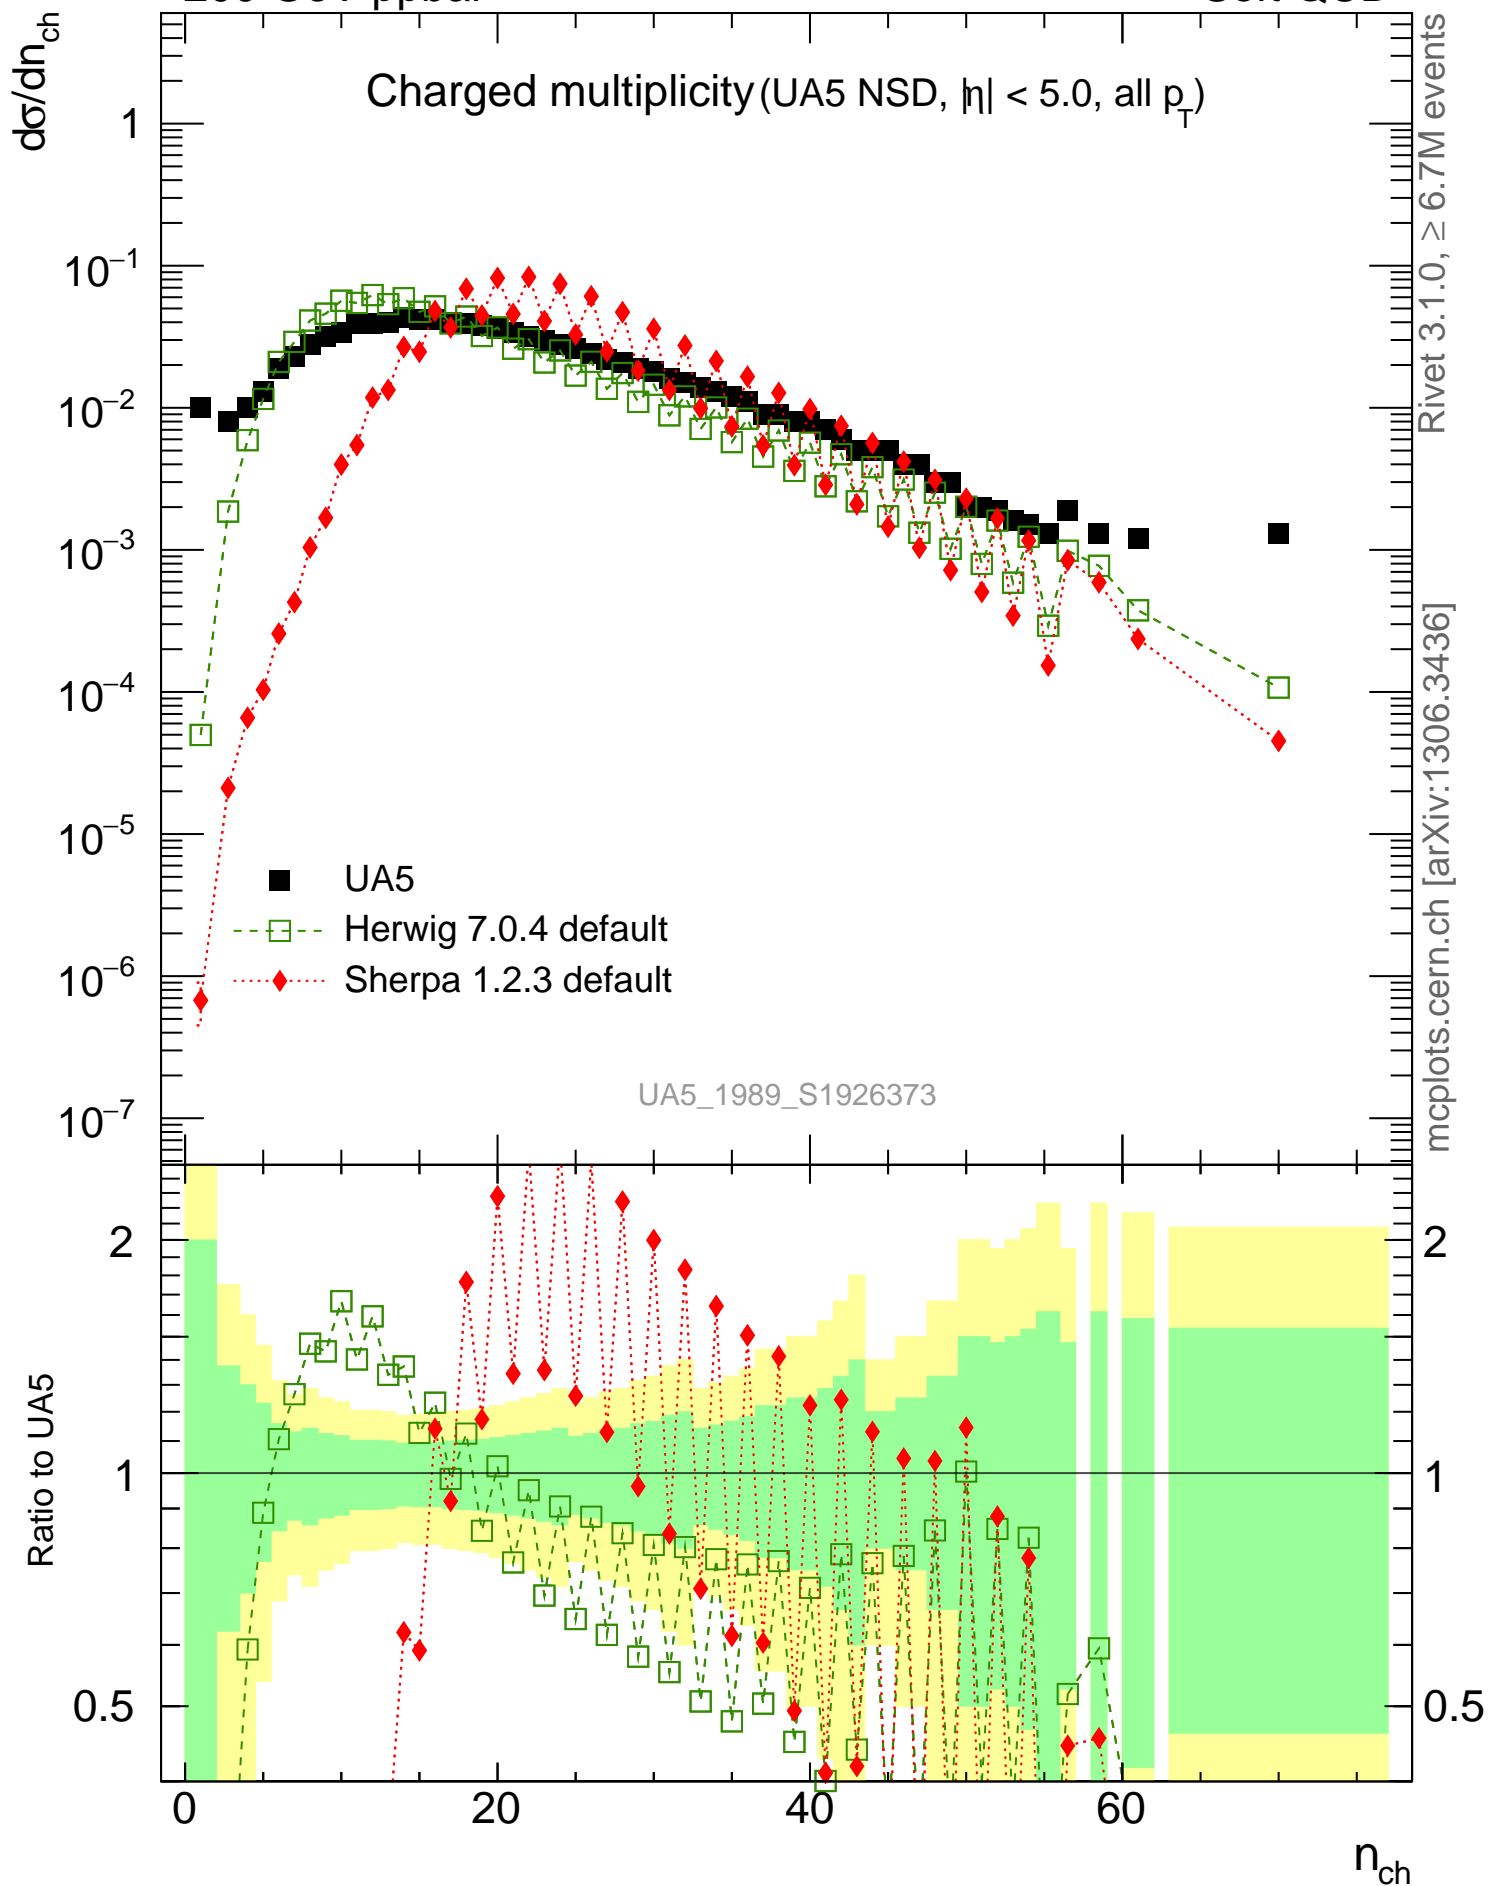 dσ/dn_ch
Charged multiplicity (UA5 NSD, |η| < 5.0, all p_T)
1
10⁻¹
10⁻²
10⁻³
10⁻⁴
10⁻⁵
10⁻⁶
10⁻⁷
UA5
Herwig 7.0.4 default
Sherpa 1.2.3 default
UA5_1989_S1926373
Rivet 3.1.0, ≥ 6.7M events
mcplots.cern.ch [arXiv:1306.3436]
Ratio to UA5
2
1
0.5
2
1
0.5
0 20 40 60
n_ch